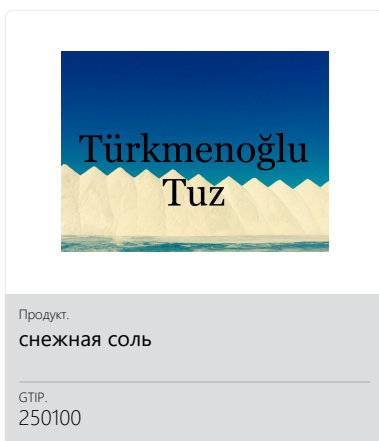 Türkmenoğlu
Tuz
Продукт.
снежная соль
GTIP.
250100